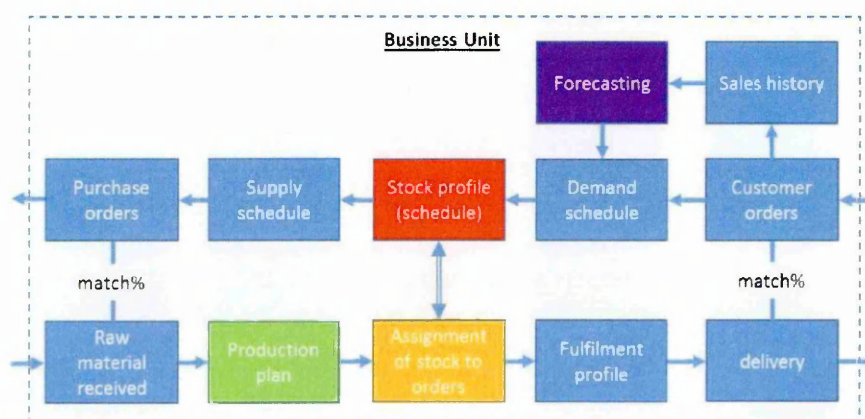 Business Unit
Forecasting
Sales history
Purchase
orders
Supply
schedule
Stock profile
(schedule)
Demand
schedule
Customer
orders
match%
match%
Raw
material
received
Production
plan
Assignment
of stock to
orders
Fulfilment
profile
delivery